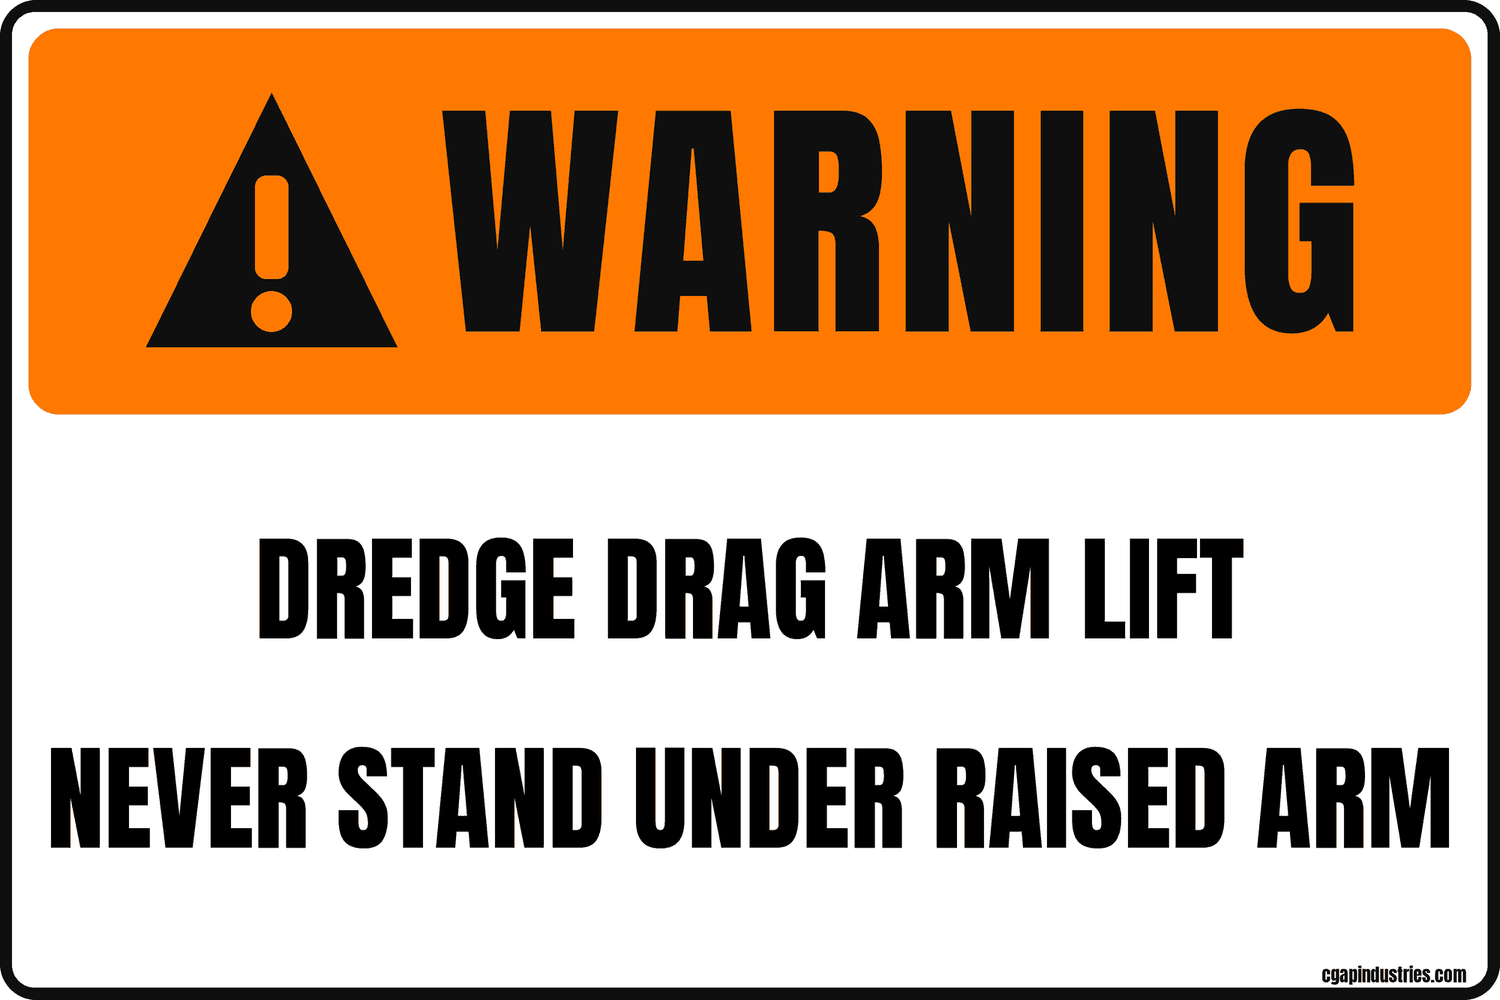 WARNING
DREDGE DRAG ARM LIFT
NEVER STAND UNDER RAISED ARM
cgapindustries.com